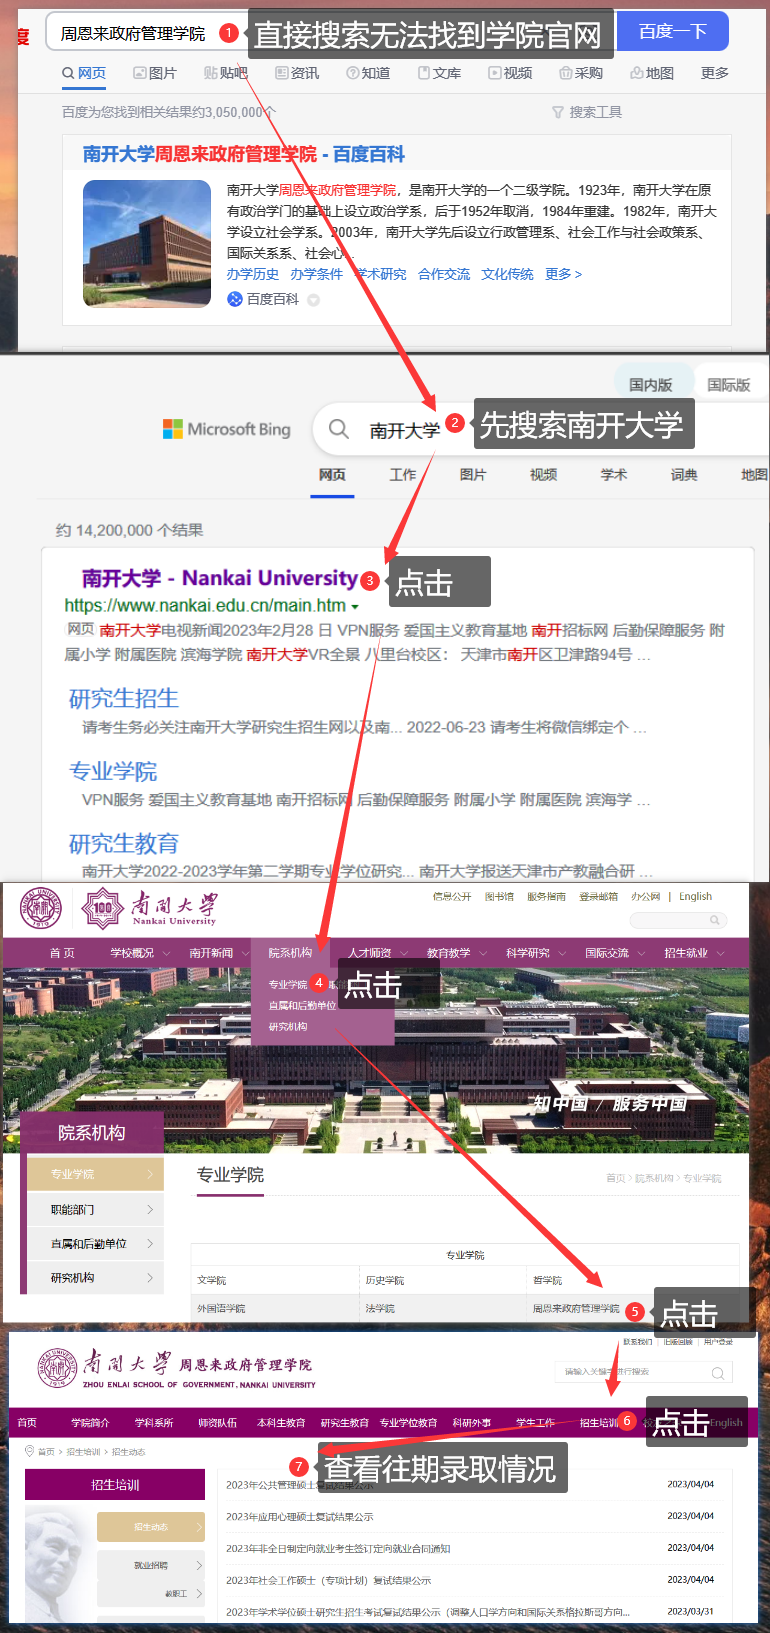 度
周恩来政府管理学院
1
直接搜索无法找到学院官网
百度一下
网页 图片 贴吧 资讯 知道 文库 视频 采购 地图 更多
百度为您找到相关结果约3,050,000个
搜索工具
南开大学周恩来政府管理学院 - 百度百科
南开大学周恩来政府管理学院，是南开大学的一个二级学院。1923年，南开大学在原
有政治学门的基础上设立政治学系，后于1952年取消，1984年重建。1982年，南开大
学设立社会学系。2003年，南开大学先后设立行政管理系、社会工作与社会政策系、
国际关系系、社会心...
办学历史 办学条件 学术研究 合作交流 文化传统 更多 >
百度百科
国内版 国际版
Microsoft Bing
南开大学
2
先搜索南开大学
网页 工作 图片 视频 学术 词典 地图
约 14,200,000 个结果
南开大学 - Nankai University
3
点击
https://www.nankai.edu.cn/main.htm
网页 南开大学电视新闻2023年2月28 日 VPN服务 爱国主义教育基地 南开招标网 后勤保障服务 附
属小学 附属医院 滨海学院 南开大学VR全景 八里台校区： 天津市南开区卫津路94号 ...
研究生招生
请考生务必关注南开大学研究生招生网以及南... 2022-06-23 请考生将微信绑定个 ...
专业学院
VPN服务 爱国主义教育基地 南开招标网 后勤保障服务 附属小学 附属医院 滨海学 ...
研究生教育
南开大学2022-2023学年第二学期专业学位研究... 南开大学报送天津市产教融合研 ...
NANKAI UNIVERSITY
1919
100
南开大学
Nankai University
信息公开 图书馆 服务指南 登录邮箱 办公网 | English
首 页 学校概况 南开新闻 院系机构 人才师资 教育教学 科学研究 国际交流 招生就业
专业学院
4
点击
直属和后勤单位
研究机构
知中国 / 服务中国
院系机构
专业学院
职能部门
直属和后勤单位
研究机构
专业学院
首页 > 院系机构 > 专业学院
专业学院
文学院 历史学院 哲学院
外国语学院 法学院 周恩来政府管理学院
5
点击
联系我们 | 旧版回顾 | 用户登录
南开大学 周恩来政府管理学院
ZHOU ENLAI SCHOOL OF GOVERNMENT, NANKAI UNIVERSITY
请输入关键字进行搜索
首页 学院简介 学科系所 师资队伍 本科生教育 研究生教育 专业学位教育 科研外事 学生工作 招生培训
6
点击
English
首页 > 招生培训 > 招生动态
7
查看往期录取情况
招生培训
招生动态
就业招聘
教职工
2023年公共管理硕士复试结果公示 2023/04/04
2023年应用心理硕士复试结果公示 2023/04/04
2023年非全日制定向就业考生签订定向就业合同通知 2023/04/04
2023年社会工作硕士（专项计划）复试结果公示 2023/04/04
2023年学术学位硕士研究生招生考试复试结果公示（调整人口学方向和国际关系格拉斯哥方向... 2023/03/31